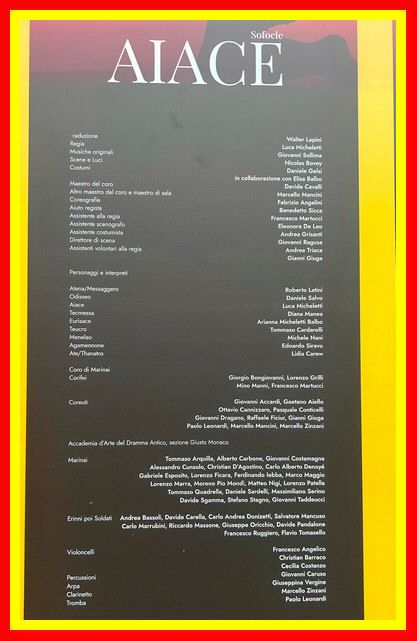 Sofocle
AIACE
raduzione Walter Lapini
Regia Luca Micheletti
Musiche originali Giovanni Sollima
Scene e Luci Nicolas Bovey
Costumi Daniele Gelsi
in collaborazione con Elisa Balbo
Maestro del coro Davide Cavalli
Altro maestro del coro e maestro di sala Marcello Mancini
Coreografie Fabrizio Angelini
Aiuto regista Benedetto Sicca
Assistente alla regia Francesco Martucci
Assistente scenografo Eleonora De Leo
Assistente costumista Andrea Grisanti
Direttore di scena Giovanni Ragusa
Assistenti volontari alla regia Andrea Triaca
Gianni Giuga
Personaggi e interpreti
Atena/Messaggero Roberto Latini
Odisseo Daniele Salvo
Aiace Luca Micheletti
Tecmessa Diana Manea
Eurisace Arianna Micheletti Balbo
Teucro Tommaso Cardarelli
Menelao Michele Nani
Agamennone Edoardo Siravo
Ate/Thanatos Lidia Carew
Coro di Marinai
Corifei Giorgio Bongiovanni, Lorenzo Grilli
Mino Manni, Francesco Martucci
Coreuti Giovanni Accardi, Gaetano Aiello
Ottavio Cannizzaro, Pasquale Conticelli
Giovanni Dragano, Raffaele Ficiur, Gianni Giuga
Paolo Leonardi, Marcello Mancini, Marcello Zinzani
Accademia d'Arte del Dramma Antico, sezione Giusto Monaco
Marinai Tommaso Arquilla, Alberto Carbone, Giovanni Costamagna
Alessandro Cunsolo, Christian D'Agostino, Carlo Alberto Denoyé
Gabriele Esposito, Lorenzo Ficara, Ferdinando Iebba, Marco Maggio
Lorenzo Marra, Moreno Pio Mondì, Matteo Nigi, Lorenzo Patella
Tommaso Quadrella, Daniele Sardelli, Massimiliano Serino
Davide Sgamma, Stefano Stagno, Giovanni Taddeucci
Erinni poi Soldati Andrea Bassoli, Davide Carella, Carlo Andrea Donizetti, Salvatore Mancuso
Carlo Marrubini, Riccardo Massone, Giuseppe Oricchio, Davide Pandalone
Francesco Ruggiero, Flavio Tomasello
Violoncelli Francesco Angelico
Christian Barraco
Cecilia Costanzo
Giovanni Caruso
Percussioni Giuseppina Vergine
Arpa Marcello Zinzani
Clarinetto Paolo Leonardi
Tromba